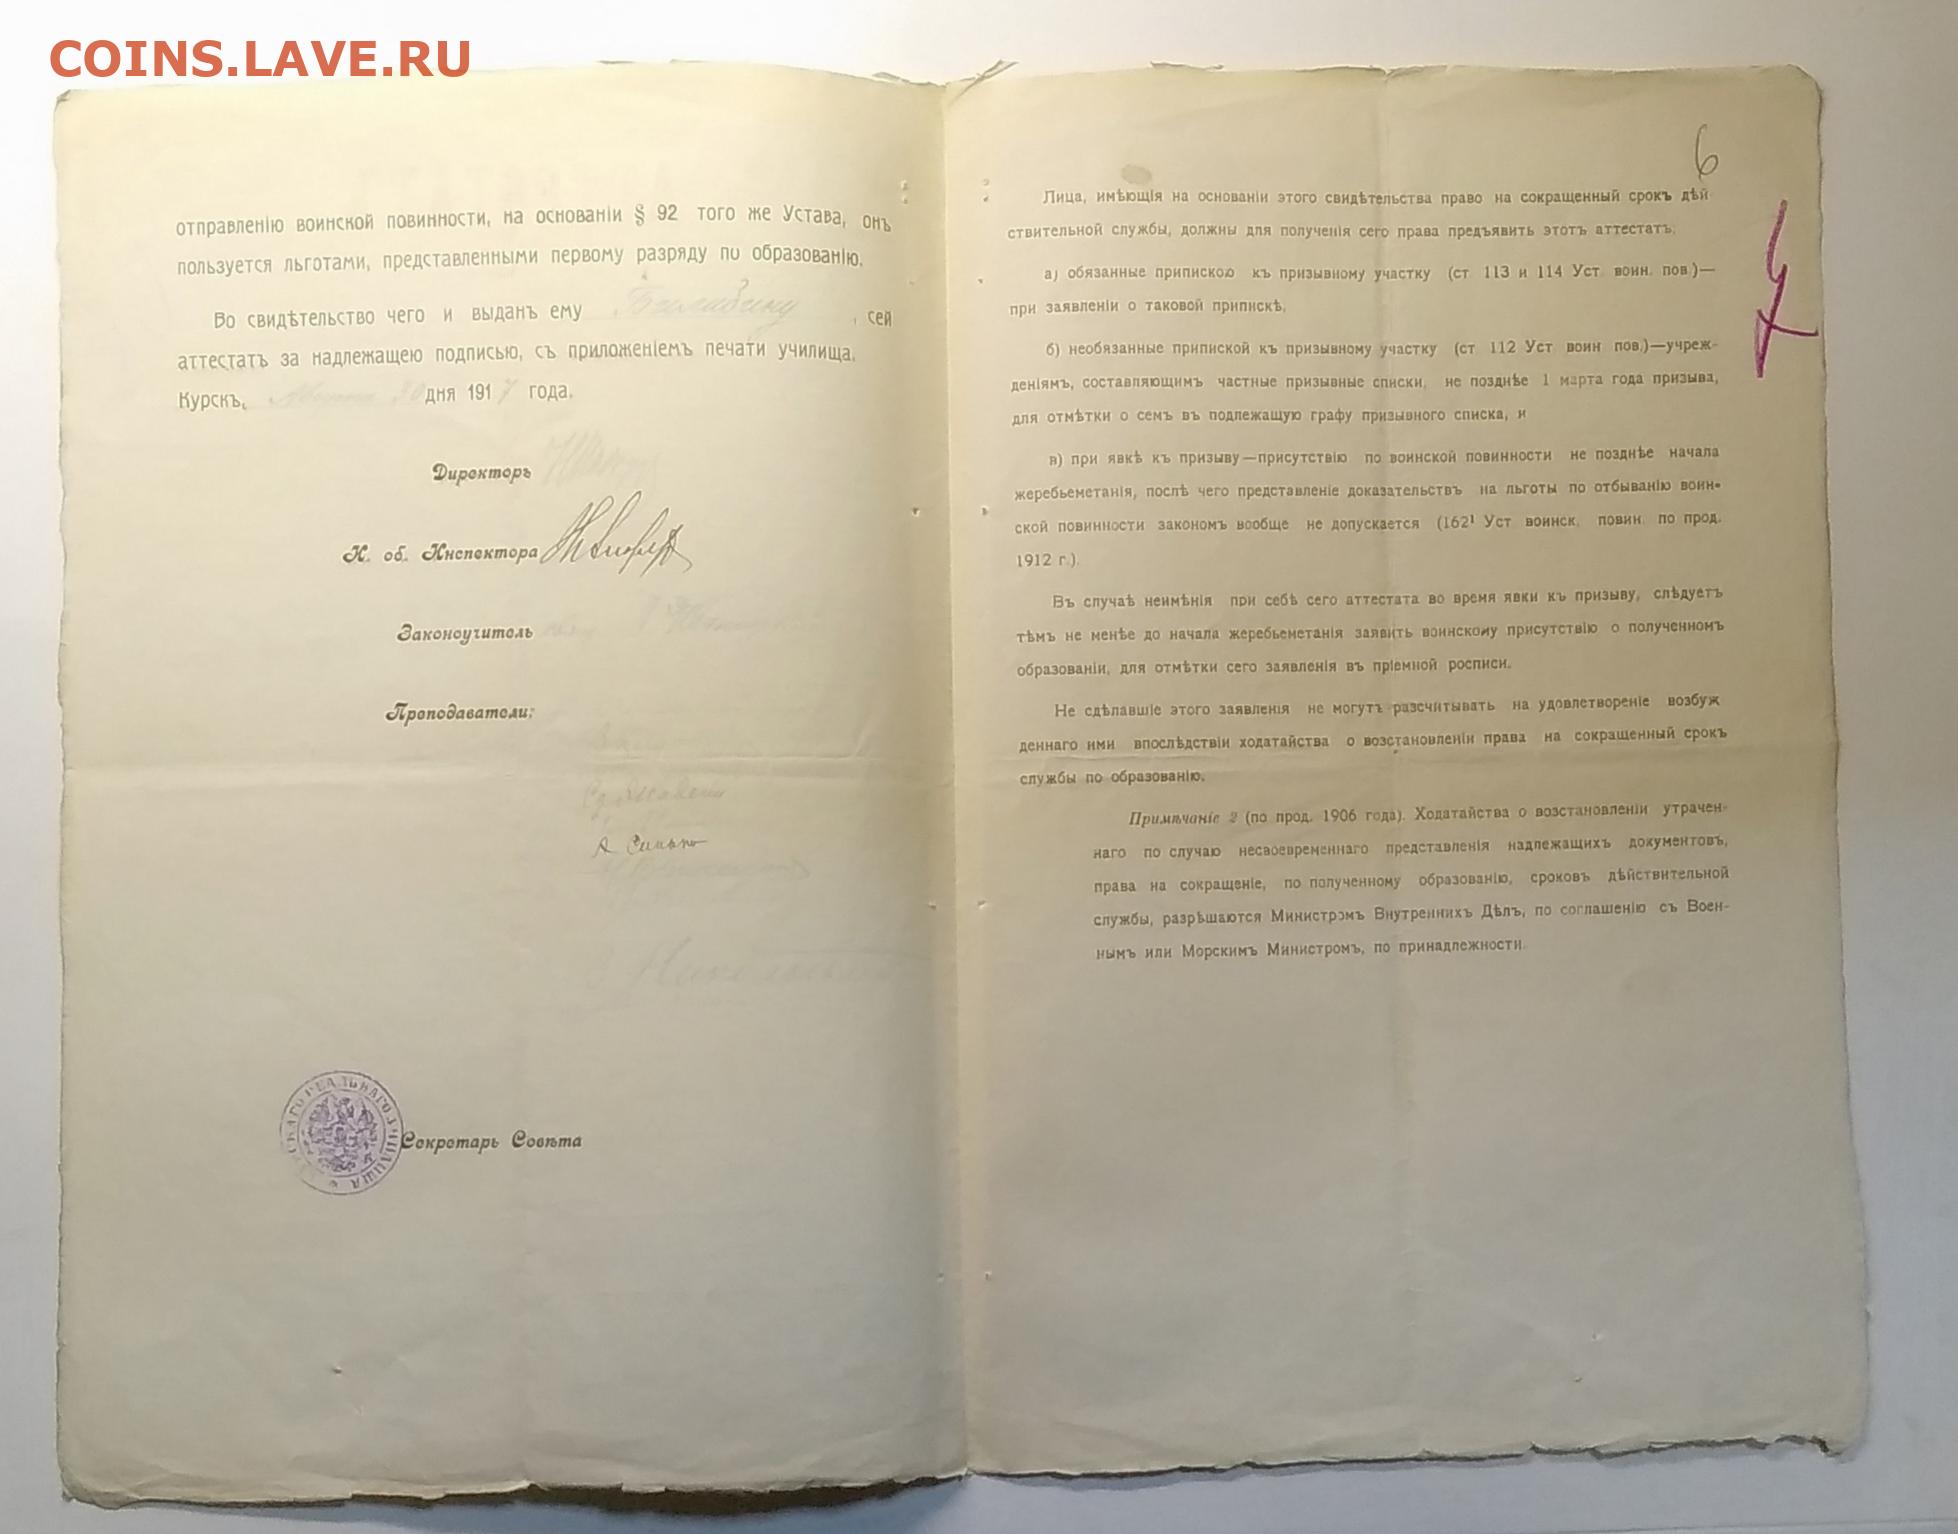 COINS.LAVE.RU
отправленію воинской повинности, на основаніи § 92 того же Устава, онъ
пользуется льготами, представленными первому разряду по образованію.
Во свидѣтельство чего и выданъ ему , сей
аттестатъ за надлежащею подписью, съ приложеніемъ печати училища.
Курскъ, 30 дня 1917 года.
Директоръ
И. об. Инспектора
Законоучитель
Преподаватели:
Секретарь Совѣта
РЕАЛЬНАГО УЧИЛИЩА
6
Лица, имѣющія на основаніи этого свидѣтельства право на сокращенный срокъ дѣй
ствительной службы, должны для полученія сего права предъявить этотъ аттестатъ:
а) обязанные припискою къ призывному участку (ст 113 и 114 Уст. воин. пов.)—
при заявленіи о таковой припискѣ,
б) необязанные припиской къ призывному участку (ст 112 Уст воин пов.)—учреж-
деніямъ, составляющимъ частные призывные списки, не позднѣе 1 марта года призыва,
для отмѣтки о семъ въ подлежащую графу призывного списка, и
в) при явкѣ къ призыву—присутствію по воинской повинности не позднѣе начала
жеребьеметанія, послѣ чего представленіе доказательствъ на льготы по отбыванію воин-
ской повинности закономъ вообще не допускается (162¹ Уст воинск. повин. по прод.
1912 г.).
Въ случаѣ неимѣнія при себѣ сего аттестата во время явки къ призыву, слѣдуетъ
тѣмъ не менѣе до начала жеребьеметанія заявить воинскому присутствію о полученномъ
образованіи, для отмѣтки сего заявленія въ пріемной росписи.
Не сдѣлавшіе этого заявленія не могутъ разсчитывать на удовлетвореніе возбуж
деннаго ими впослѣдствіи ходатайства о возстановленіи права на сокращенный срокъ
службы по образованію.
Примѣчаніе 2 (по прод. 1906 года). Ходатайства о возстановленіи утрачен-
наго по случаю несвоевременнаго представленія надлежащихъ документовъ,
права на сокращеніе, по полученному образованію, сроковъ дѣйствительной
службы, разрѣшаются Министромъ Внутреннихъ Дѣлъ, по соглашенію съ Воен-
нымъ или Морскимъ Министромъ, по принадлежности.